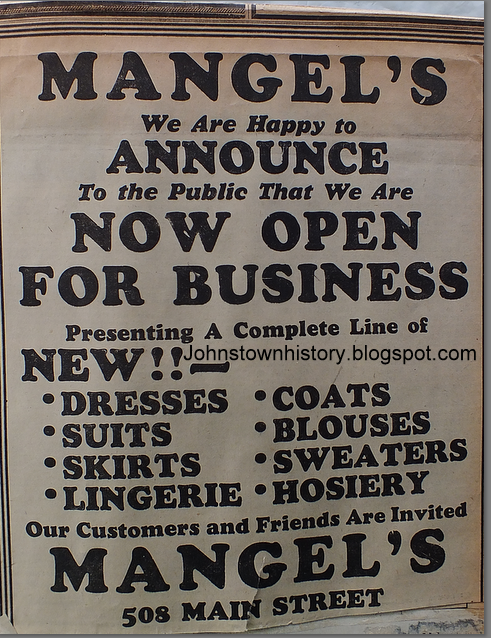 MANGEL'S
We Are Happy to
ANNOUNCE
To the Public That We Are
NOW OPEN
FOR BUSINESS
Presenting A Complete Line of
NEW!!—
Johnstownhistory.blogspot.com
• DRESSES • COATS
• SUITS • BLOUSES
• SKIRTS • SWEATERS
• LINGERIE • HOSIERY
Our Customers and Friends Are Invited
MANGEL'S
508 MAIN STREET